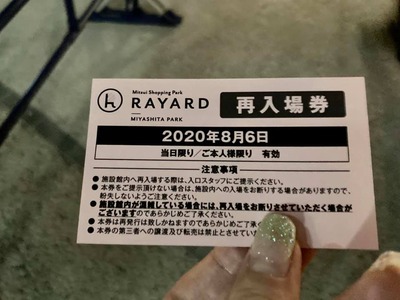 Mitsui Shopping Park
RAYARD
MIYASHITA PARK
再入場券
2020年8月6日
当日限り/ご本人様限り 有効
注意事項
● 施設館内へ再入場する際は、入口スタッフにご提示ください。
● 本券をご提示頂けない場合は、施設内への入場をお断りする場合がありますので、
紛失しないようご注意ください。
● 施設館内が混雑している場合には、再入場をお断りさせていただく場合が
ございますのであらかじめご了承ください。
● 本券は再発行は致しかねますのであらかじめご了承ください
● 本券の第三者への譲渡及び転売は禁止とさせてい